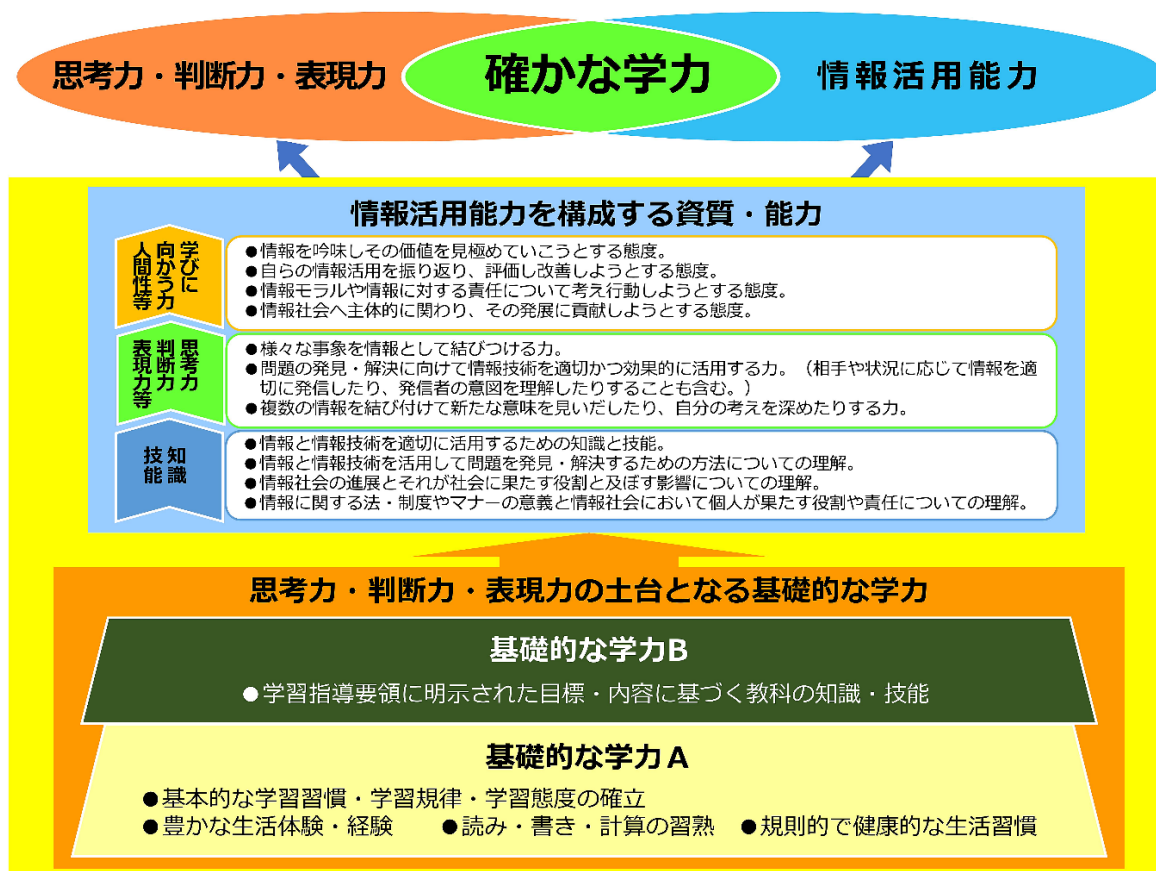 思考力・判断力・表現力
確かな学力
情報活用能力
情報活用能力を構成する資質・能力
学びに
向かう力
人間性等
●情報を吟味しその価値を見極めていこうとする態度。
●自らの情報活用を振り返り、評価し改善しようとする態度。
●情報モラルや情報に対する責任について考え行動しようとする態度。
●情報社会へ主体的に関わり、その発展に貢献しようとする態度。
思考力
判断力
表現力等
●様々な事象を情報として結びつける力。
●問題の発見・解決に向けて情報技術を適切かつ効果的に活用する力。（相手や状況に応じて情報を適
切に発信したり、発信者の意図を理解したりすることも含む。）
●複数の情報を結び付けて新たな意味を見いだしたり、自分の考えを深めたりする力。
知識
技能
●情報と情報技術を適切に活用するための知識と技能。
●情報と情報技術を活用して問題を発見・解決するための方法についての理解。
●情報社会の進展とそれが社会に果たす役割と及ぼす影響についての理解。
●情報に関する法・制度やマナーの意義と情報社会において個人が果たす役割や責任についての理解。
思考力・判断力・表現力の土台となる基礎的な学力
基礎的な学力B
●学習指導要領に明示された目標・内容に基づく教科の知識・技能
基礎的な学力A
●基本的な学習習慣・学習規律・学習態度の確立
●豊かな生活体験・経験 ●読み・書き・計算の習熟 ●規則的で健康的な生活習慣